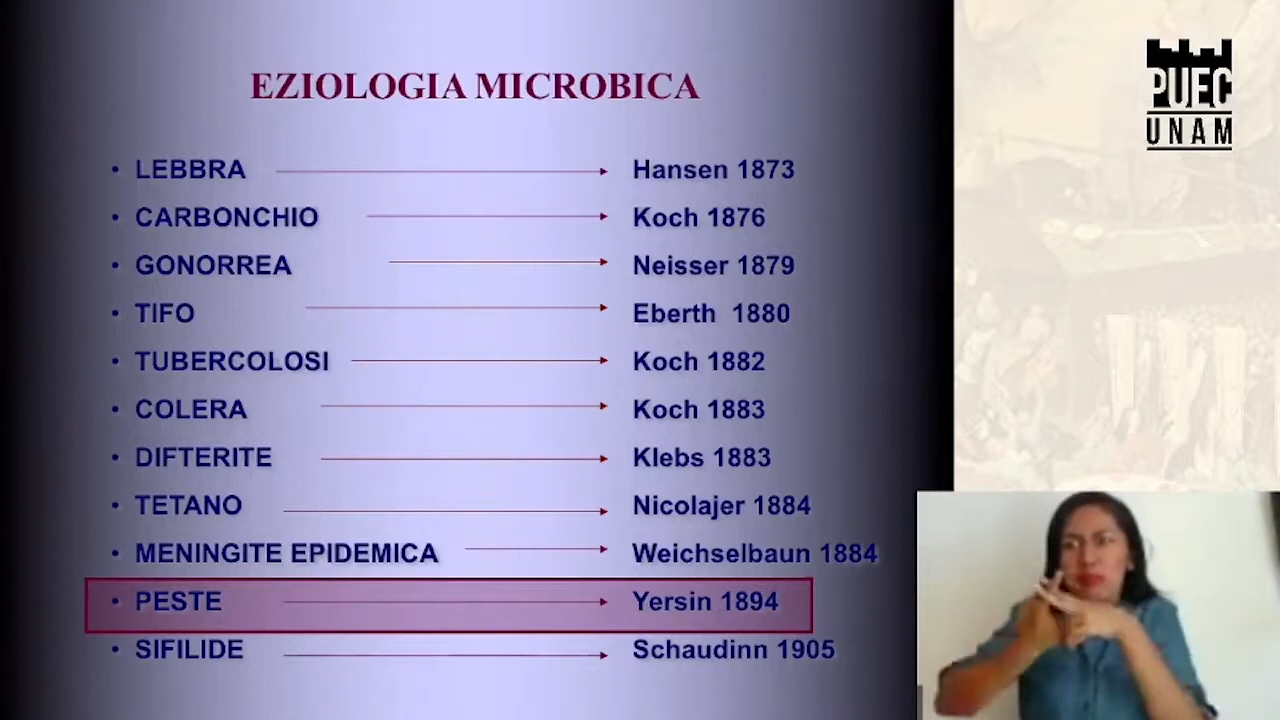 EZIOLOGIA MICROBICA
• LEBBRA Hansen 1873
• CARBONCHIO Koch 1876
• GONORREA Neisser 1879
• TIFO Eberth 1880
• TUBERCOLOSI Koch 1882
• COLERA Koch 1883
• DIFTERITE Klebs 1883
• TETANO Nicolajer 1884
• MENINGITE EPIDEMICA Weichselbaun 1884
• PESTE Yersin 1894
• SIFILIDE Schaudinn 1905
PUEC
UNAM